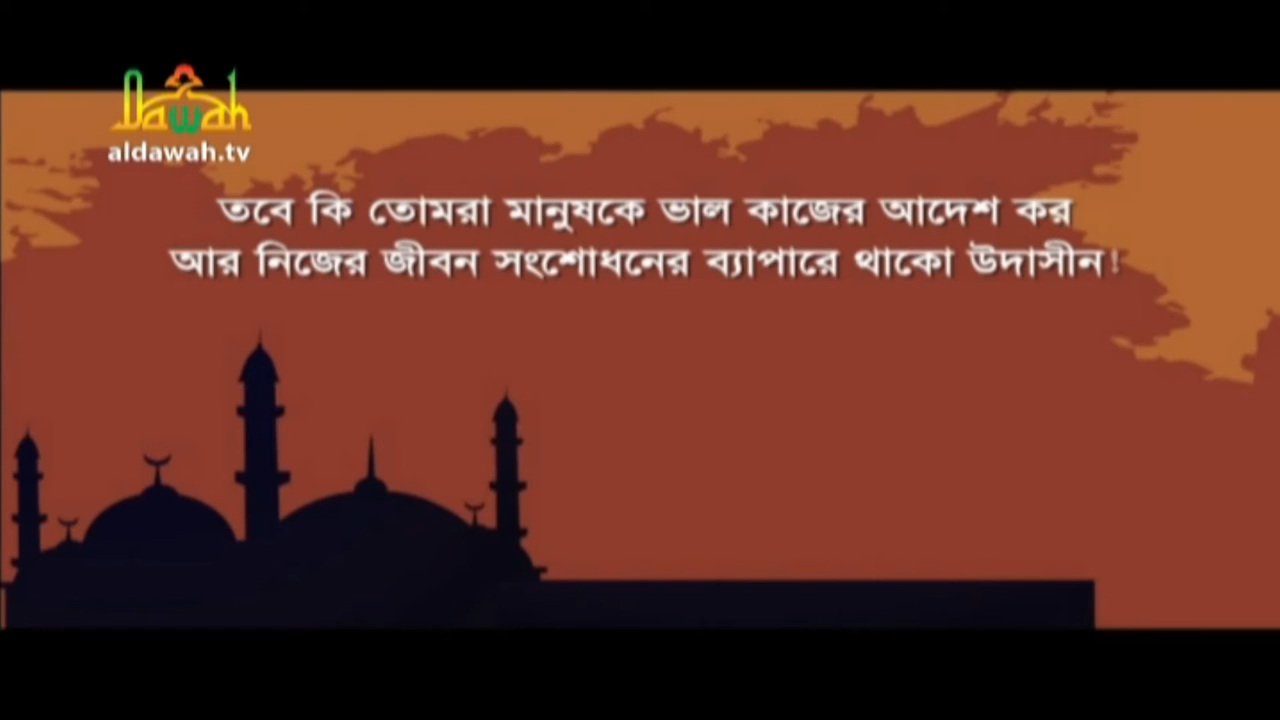 Dawah
aldawah.tv
তবে কি তোমরা মানুষকে ভাল কাজের আদেশ কর
আর নিজের জীবন সংশোধনের ব্যাপারে থাকো উদাসীন!